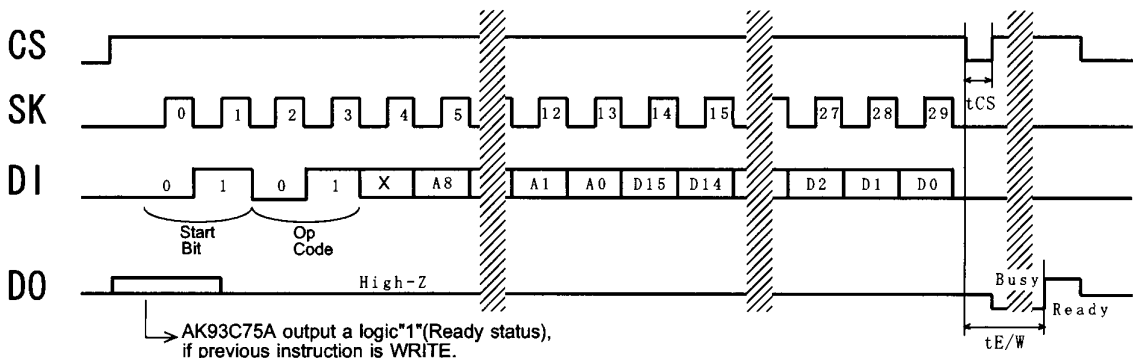 CS
tCS
SK
0 1 2 3 4 5 12 13 14 15 27 28 29
DI
0 1 0 1 X A8 A1 A0 D15 D14 D2 D1 D0
Start
Bit
Op
Code
DO
High-Z
Busy
Ready
AK93C75A output a logic"1"(Ready status),
if previous instruction is WRITE.
tE/W